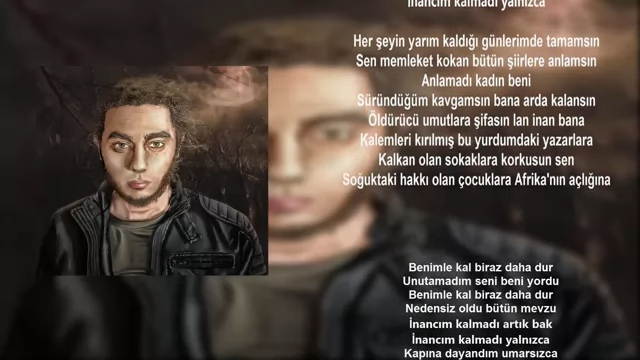 İnancım kalmadı yalnızca
Her şeyin yarım kaldığı günlerimde tamamsın
Sen memleket kokan bütün şiirlere anlamsın
Anlamadı kadın beni
Süründüğüm kavgamsın bana arda kalansın
Öldürücü umutlara şifasın lan inan bana
Kalemleri kırılmış bu yurdumdaki yazarlara
Kalkan olan sokaklara korkusun sen
Soğuktaki hakkı olan çocuklara Afrika'nın açlığına
Benimle kal biraz daha dur
Unutamadım seni beni yordu
Benimle kal biraz daha dur
Nedensiz oldu bütün mevzu
İnancım kalmadı artık bak
İnancım kalmadı yalnızca
Kapına dayandım umarsızca